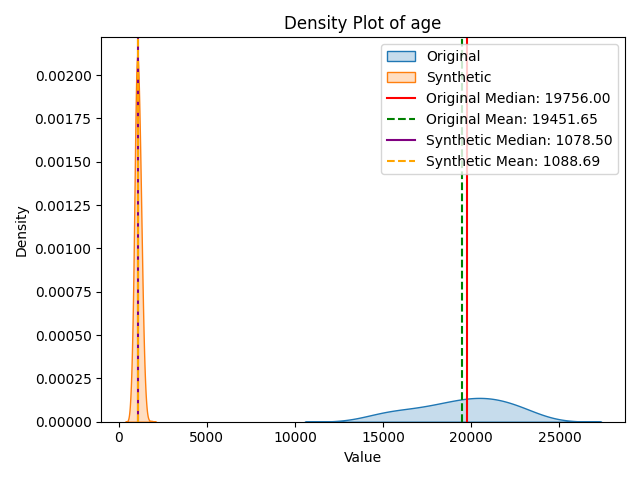 Density Plot of age
Original
Synthetic
Original Median: 19756.00
Original Mean: 19451.65
Synthetic Median: 1078.50
Synthetic Mean: 1088.69
Density
0.00200
0.00175
0.00150
0.00125
0.00100
0.00075
0.00050
0.00025
0.00000
0
5000
10000
15000
20000
25000
Value